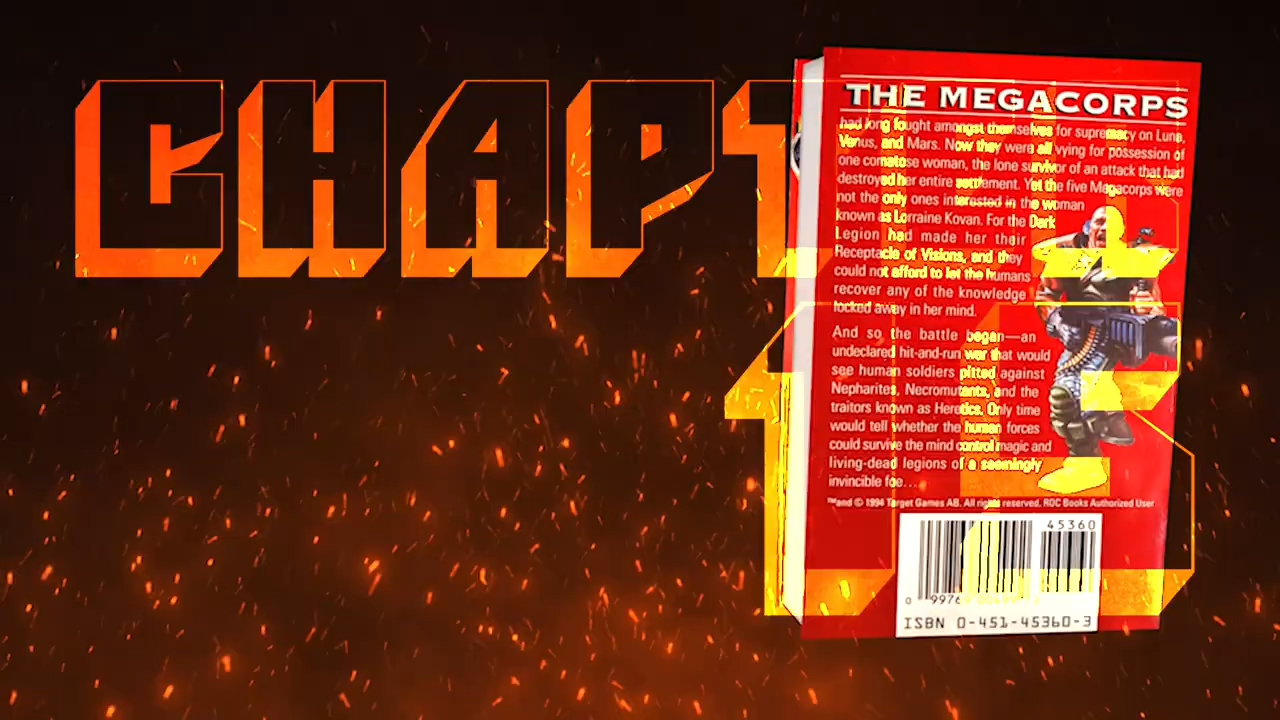 CHAPT
THE MEGACORPS
had long fought amongst themselves for supremacy on Luna,
Venus, and Mars. Now they were all vying for possession of
one comatose woman, the lone survivor of an attack that had
destroyed her entire settlement. Yet the five Megacorps were
not the only ones interested in the woman
known as Lorraine Kovan. For the Dark
Legion had made her their
Receptacle of Visions, and they
could not afford to let the humans
recover any of the knowledge
locked away in her mind.
And so the battle began—an
undeclared hit-and-run war that would
see human soldiers pitted against
Nepharites, Necromutants, and the
traitors known as Heretics. Only time
would tell whether the human forces
could survive the mind control magic and
living-dead legions of a seemingly
invincible foe…
™and © 1994 Target Games AB. All rights reserved. ROC Books Authorized User
45360
0 9976
ISBN 0-451-45360-3